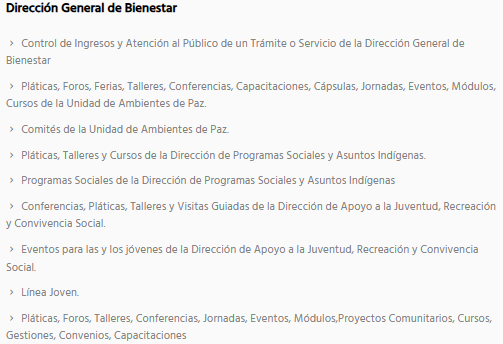 Dirección General de Bienestar
> Control de Ingresos y Atención al Público de un Trámite o Servicio de la Dirección General de
Bienestar
> Pláticas, Foros, Ferias, Talleres, Conferencias, Capacitaciones, Cápsulas, Jornadas, Eventos, Módulos,
Cursos de la Unidad de Ambientes de Paz.
> Comités de la Unidad de Ambientes de Paz.
> Pláticas, Talleres y Cursos de la Dirección de Programas Sociales y Asuntos Indígenas.
> Programas Sociales de la Dirección de Programas Sociales y Asuntos Indígenas
> Conferencias, Pláticas, Talleres y Visitas Guiadas de la Dirección de Apoyo a la Juventud, Recreación
y Convivencia Social.
> Eventos para las y los jóvenes de la Dirección de Apoyo a la Juventud, Recreación y Convivencia
Social.
> Línea Joven.
> Pláticas, Foros, Talleres, Conferencias, Jornadas, Eventos, Módulos,Proyectos Comunitarios, Cursos,
Gestiones, Convenios, Capacitaciones